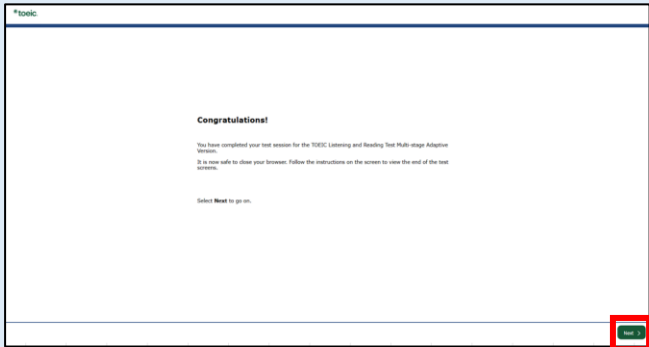 *toeic.
Congratulations!
You have completed your test session for the TOEIC Listening and Reading Test Multi-stage Adaptive
Version.
It is now safe to close your browser. Follow the instructions on the screen to view the end of the test
screens.
Select Next to go on.
Next >